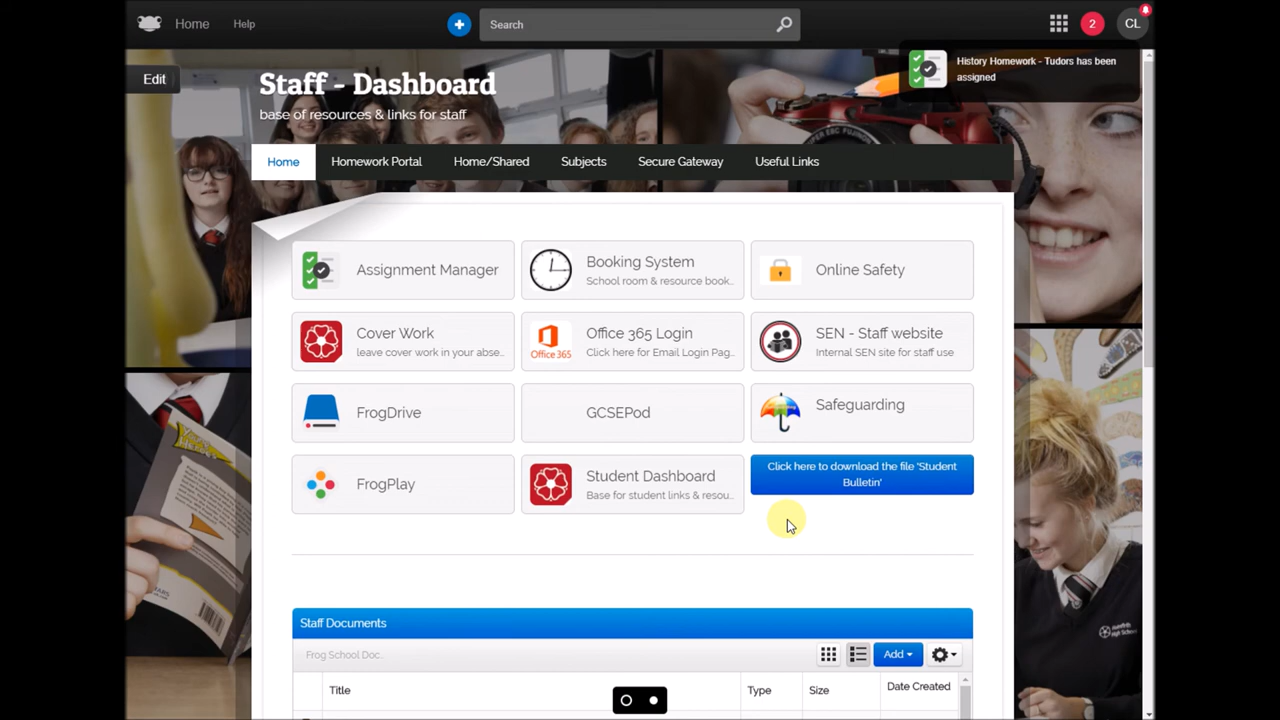 Home
Help
Search
2
CL
History Homework - Tudors has been
assigned
Edit
Staff - Dashboard
base of resources & links for staff
Home
Homework Portal
Home/Shared
Subjects
Secure Gateway
Useful Links
Assignment Manager
Booking System
School room & resource book...
Online Safety
Cover Work
leave cover work in your abse...
Office 365
Office 365 Login
Click here for Email Login Pag...
SEN - Staff website
Internal SEN site for staff use
FrogDrive
GCSEPod
Safeguarding
FrogPlay
Student Dashboard
Base for student links & resou...
Click here to download the file 'Student
Bulletin'
Staff Documents
Frog School Doc...
Add
Title
Type
Size
Date Created